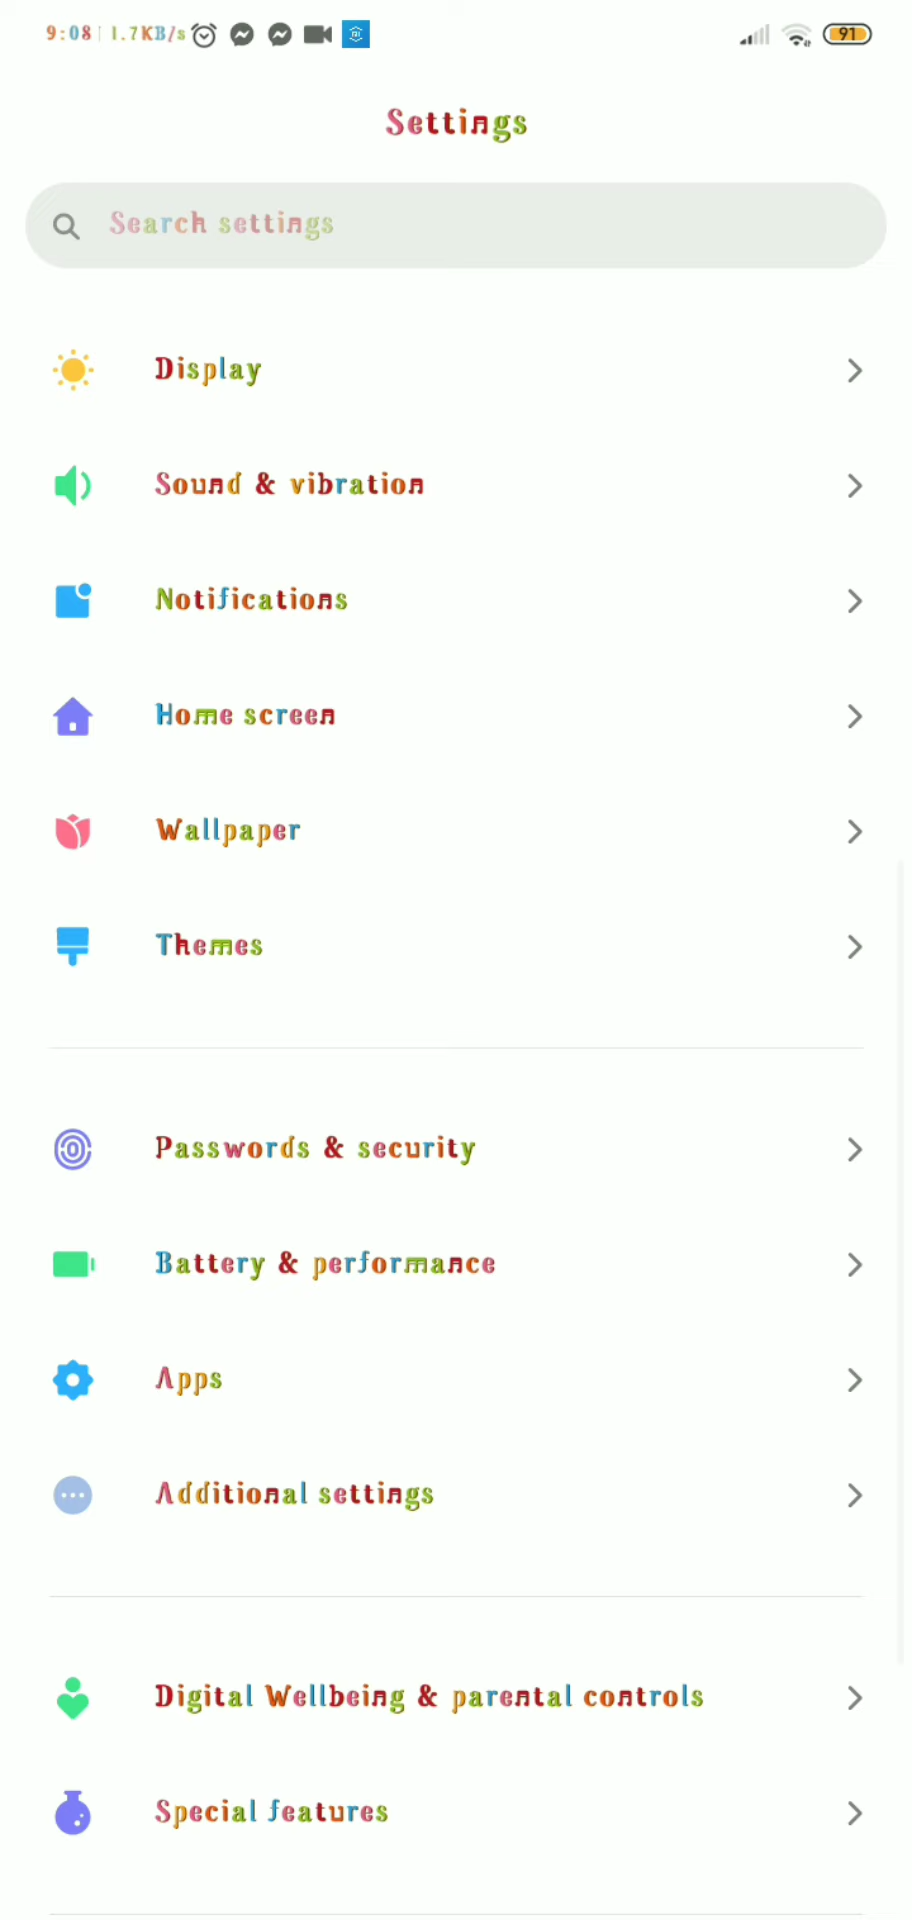 9:08 | 1.7KB/s 91
Settings
Search settings
Display
Sound & vibration
Notifications
Home screen
Wallpaper
Themes
Passwords & security
Battery & performance
Apps
Additional settings
Digital Wellbeing & parental controls
Special features